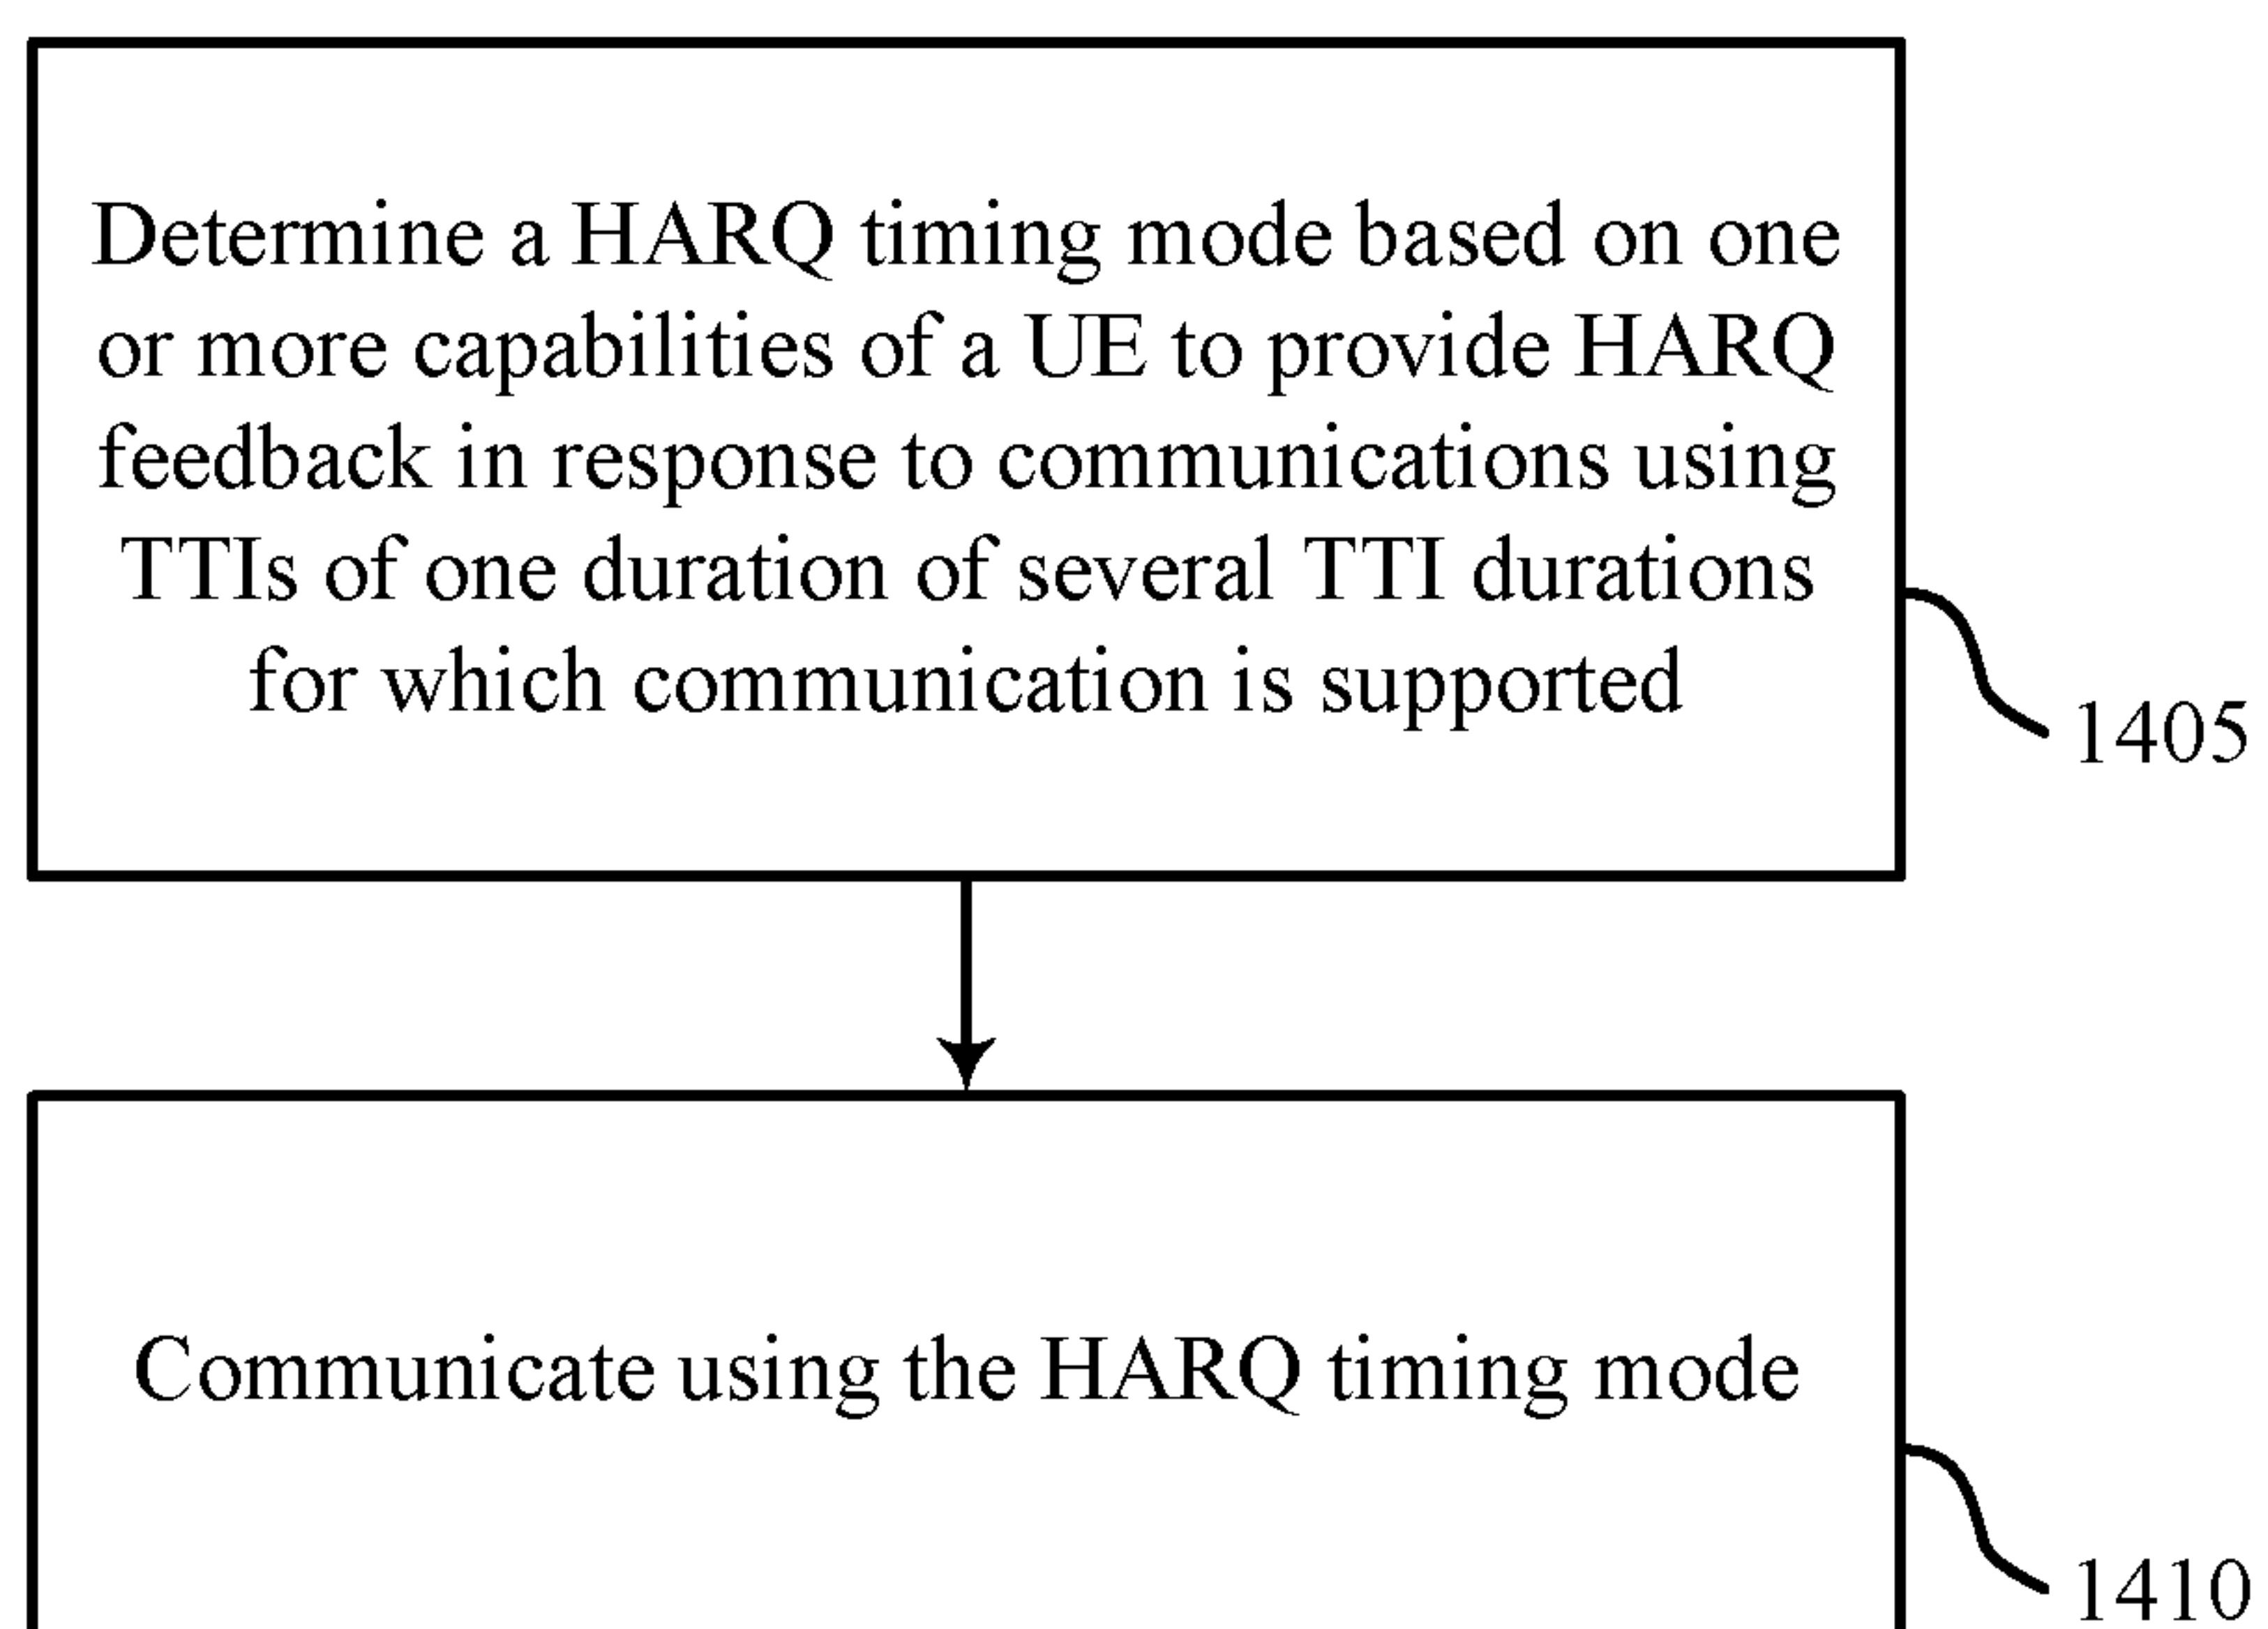 Determine a HARQ timing mode based on one
or more capabilities of a UE to provide HARQ
feedback in response to communications using
TTIs of one duration of several TTI durations
for which communication is supported
1405
Communicate using the HARQ timing mode
1410